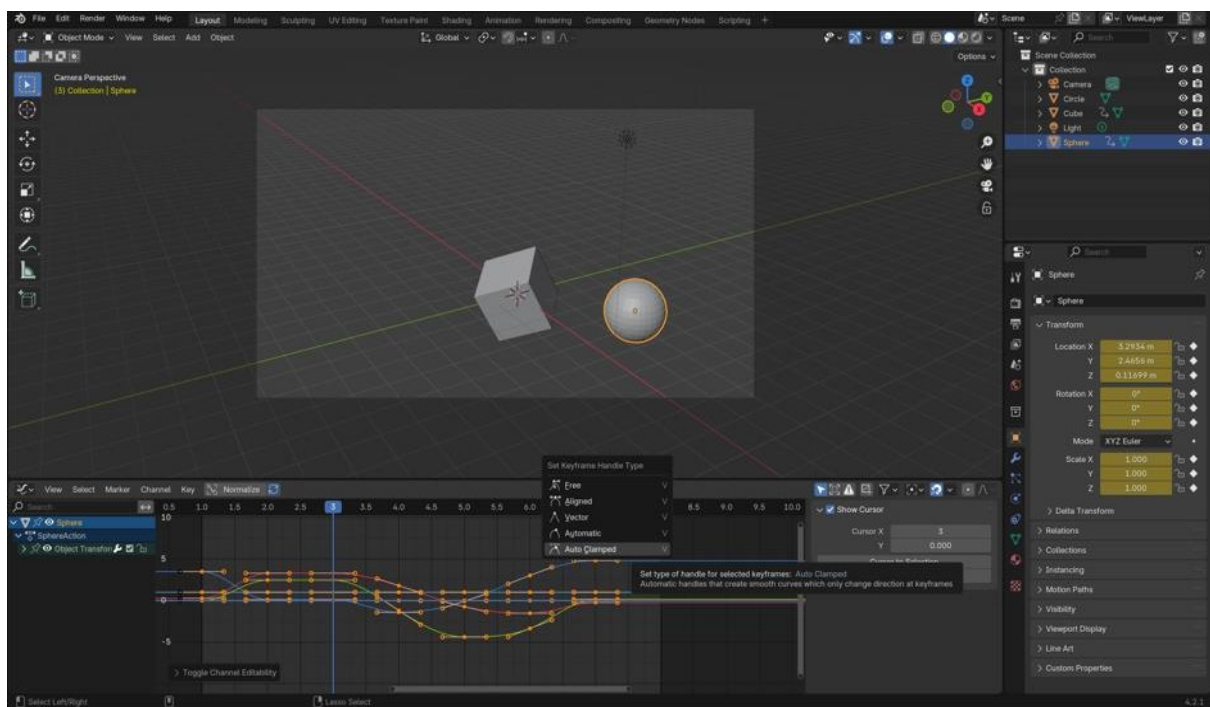 File Edit Render Window Help Layout Modeling Sculpting UV Editing Texture Paint Shading Animation Rendering Compositing Geometry Nodes Scripting + Scene ViewLayer
Object Mode View Select Add Object Global Search
Options
Camera Perspective
(3) Collection | Sphere
Scene Collection
Collection
Camera
Circle
Cube
Light
Sphere
Search
Sphere
Sphere
Transform
Location X 3.2934 m
Y 2.4656 m
Z 0.11699 m
Rotation X 0°
Y 0°
Z 0°
Mode XYZ Euler
Scale X 1.000
Y 1.000
Z 1.000
Delta Transform
Relations
Collections
Instancing
Motion Paths
Visibility
Viewport Display
Line Art
Custom Properties
View Select Marker Channel Key Normalize
Search
Sphere
SphereAction
Object Transfor
0.5 1.0 1.5 2.0 2.5 3 3.5 4.0 4.5 5.0 5.5 6.0 8.5 9.0 9.5 10.0
10
5
0
-5
Set Keyframe Handle Type
Free V
Aligned V
Vector V
Automatic V
Auto Clamped V
Set type of handle for selected keyframes: Auto Clamped
Automatic handles that create smooth curves which only change direction at keyframes
Show Cursor
Cursor X 3
Y 0.000
Toggle Channel Editability
Select Left/Right Lasso Select 4.2.1